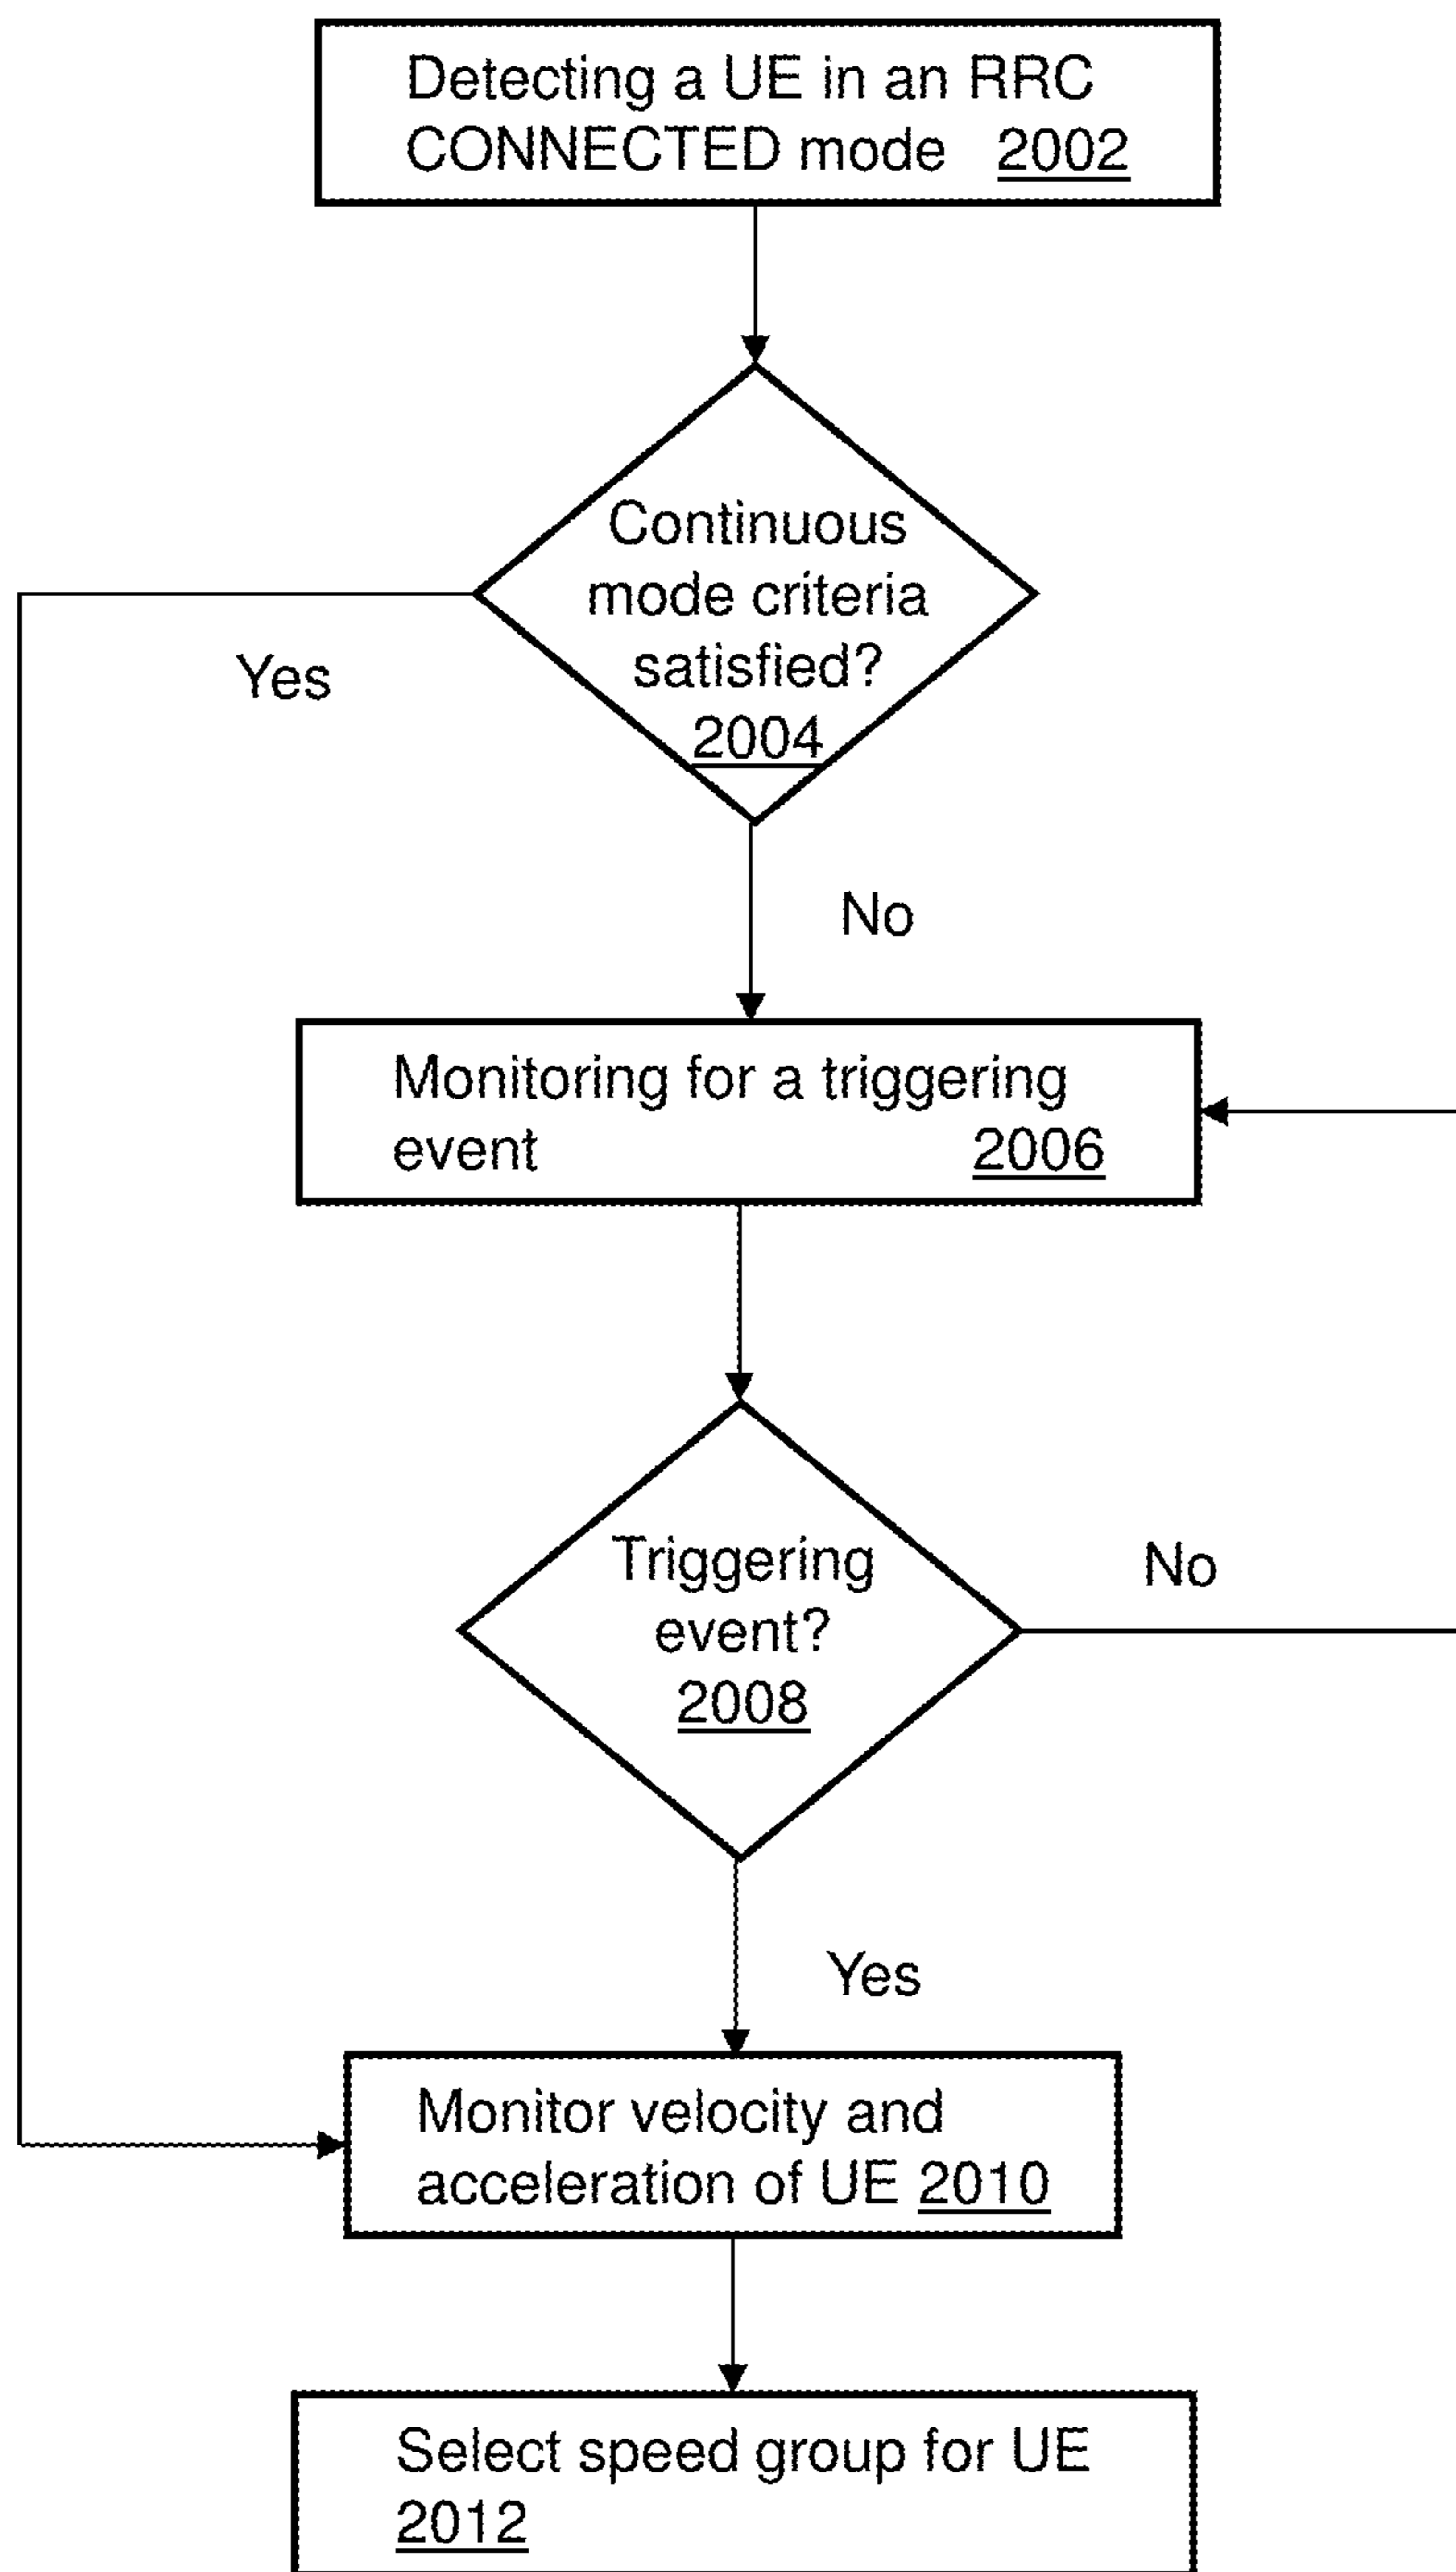 Detecting a UE in an RRC
CONNECTED mode 2002
Continuous
mode criteria
satisfied?
2004
Yes
No
Monitoring for a triggering
event 2006
Triggering
event?
2008
No
Yes
Monitor velocity and
acceleration of UE 2010
Select speed group for UE
2012